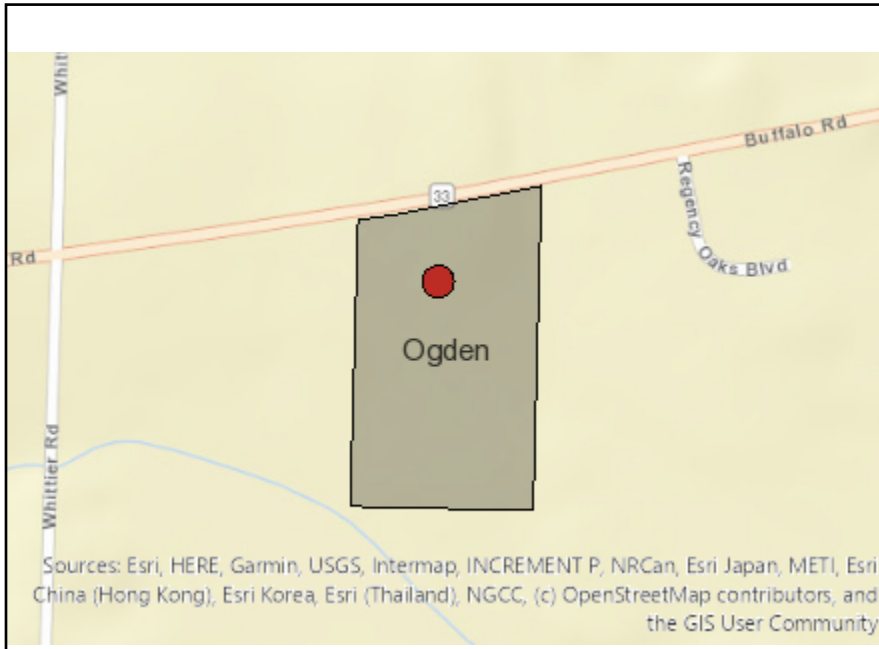 Whit
Buffalo Rd
33
Regency Oaks Blvd
Rd
Ogden
Whittier Rd
Sources: Esri, HERE, Garmin, USGS, Intermap, INCREMENT P, NRCan, Esri Japan, METI, Esri
China (Hong Kong), Esri Korea, Esri (Thailand), NGCC, (c) OpenStreetMap contributors, and
the GIS User Community